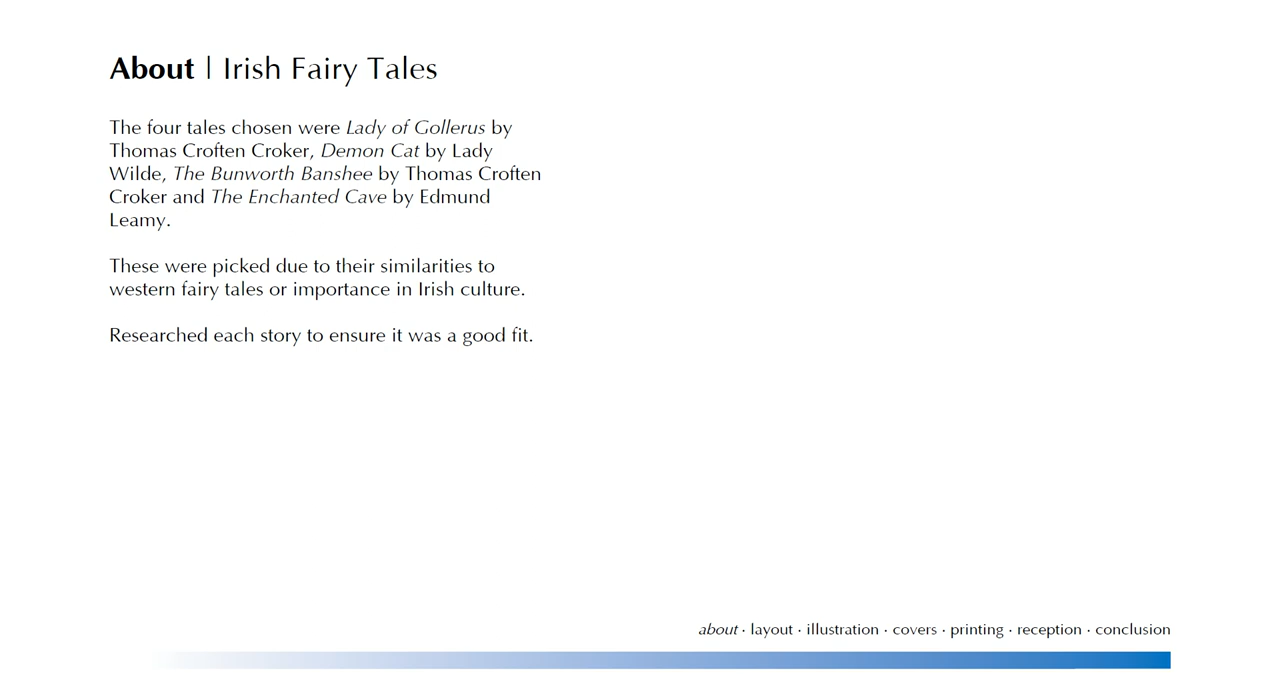 About | Irish Fairy Tales
The four tales chosen were Lady of Gollerus by
Thomas Croften Croker, Demon Cat by Lady
Wilde, The Bunworth Banshee by Thomas Croften
Croker and The Enchanted Cave by Edmund
Leamy.
These were picked due to their similarities to
western fairy tales or importance in Irish culture.
Researched each story to ensure it was a good fit.
about · layout · illustration · covers · printing · reception · conclusion